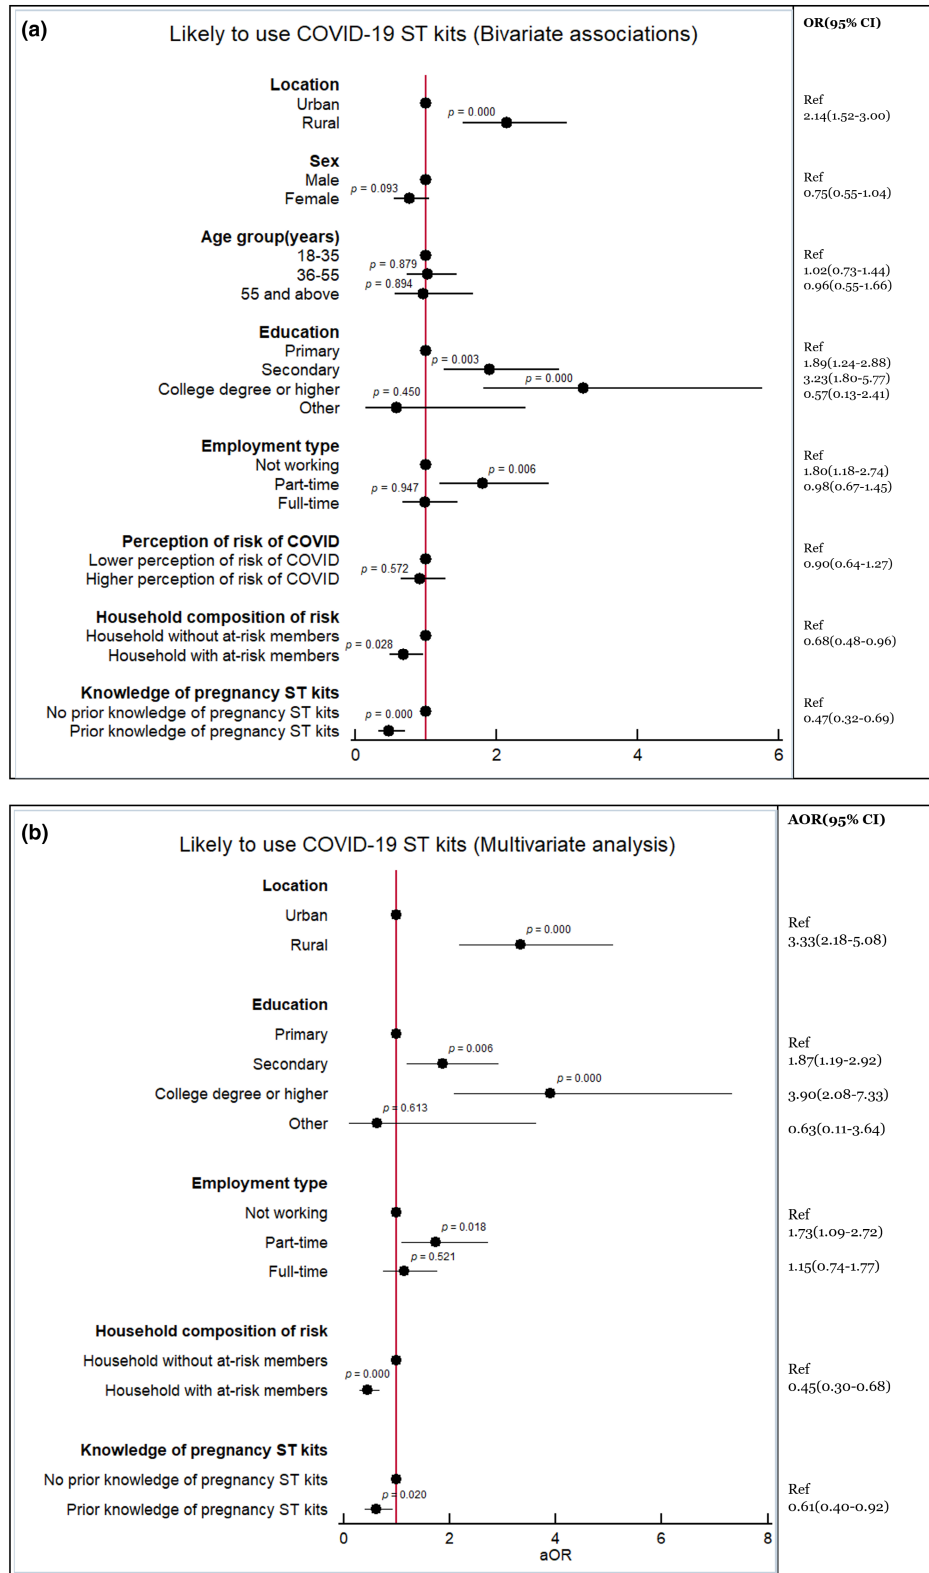 (a)
Likely to use COVID-19 ST kits (Bivariate associations)
OR(95% CI)
Location
Urban
Ref
Rural
p = 0.000
2.14(1.52-3.00)
Sex
Male
Ref
Female
p = 0.093
0.75(0.55-1.04)
Age group(years)
18-35
Ref
36-55
p = 0.879
1.02(0.73-1.44)
55 and above
p = 0.894
0.96(0.55-1.66)
Education
Primary
Ref
Secondary
p = 0.003
1.89(1.24-2.88)
College degree or higher
p = 0.000
3.23(1.80-5.77)
Other
p = 0.450
0.57(0.13-2.41)
Employment type
Not working
Ref
Part-time
p = 0.006
1.80(1.18-2.74)
Full-time
p = 0.947
0.98(0.67-1.45)
Perception of risk of COVID
Lower perception of risk of COVID
Ref
Higher perception of risk of COVID
p = 0.572
0.90(0.64-1.27)
Household composition of risk
Household without at-risk members
Ref
Household with at-risk members
p = 0.028
0.68(0.48-0.96)
Knowledge of pregnancy ST kits
No prior knowledge of pregnancy ST kits
Ref
Prior knowledge of pregnancy ST kits
p = 0.000
0.47(0.32-0.69)
0 2 4 6
(b)
Likely to use COVID-19 ST kits (Multivariate analysis)
AOR(95% CI)
Location
Urban
Ref
Rural
p = 0.000
3.33(2.18-5.08)
Education
Primary
Ref
Secondary
p = 0.006
1.87(1.19-2.92)
College degree or higher
p = 0.000
3.90(2.08-7.33)
Other
p = 0.613
0.63(0.11-3.64)
Employment type
Not working
Ref
Part-time
p = 0.018
1.73(1.09-2.72)
Full-time
p = 0.521
1.15(0.74-1.77)
Household composition of risk
Household without at-risk members
Ref
Household with at-risk members
p = 0.000
0.45(0.30-0.68)
Knowledge of pregnancy ST kits
No prior knowledge of pregnancy ST kits
Ref
Prior knowledge of pregnancy ST kits
p = 0.020
0.61(0.40-0.92)
0 2 4 6 8
aOR